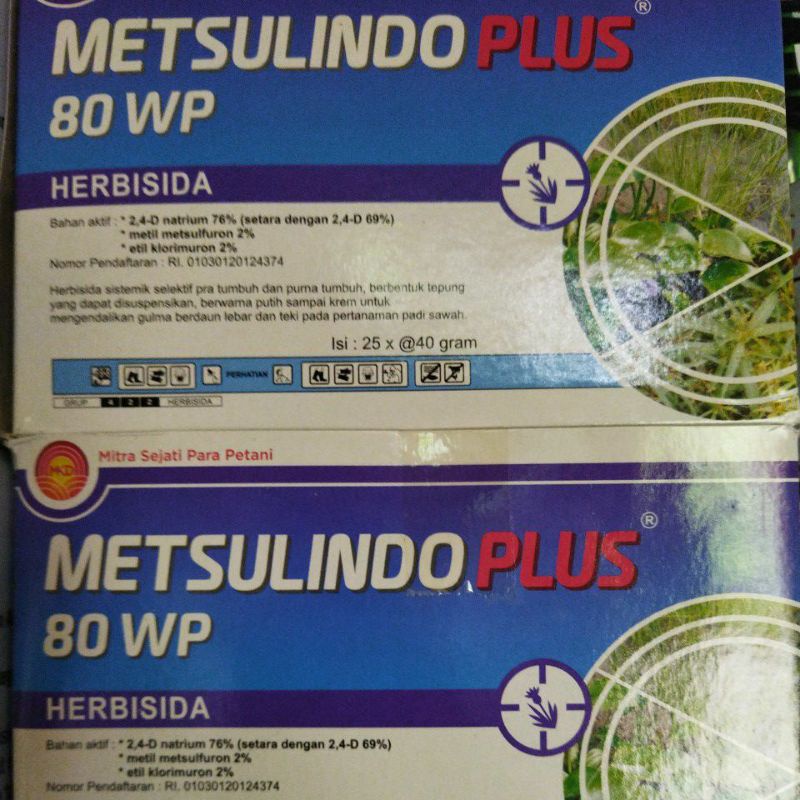 METSULINDO PLUS ®
80 WP
HERBISIDA
Bahan aktif : * 2,4-D natrium 76% (setara dengan 2,4-D 69%)
* metil metsulfuron 2%
* etil klorimuron 2%
Nomor Pendaftaran : RI. 01030120124374
Herbisida sistemik selektif pra tumbuh dan purna tumbuh, berbentuk tepung
yang dapat disuspensikan, berwarna putih sampai krem untuk
mengendalikan gulma berdaun lebar dan teki pada pertanaman padi sawah.
Isi : 25 x @40 gram
PERHATIAN
GRUP 4 2 2 HERBISIDA
MKD Mitra Sejati Para Petani
METSULINDO PLUS ®
80 WP
HERBISIDA
Bahan aktif : * 2,4-D natrium 76% (setara dengan 2,4-D 69%)
* metil metsulfuron 2%
* etil klorimuron 2%
Nomor Pendaftaran : RI. 01030120124374